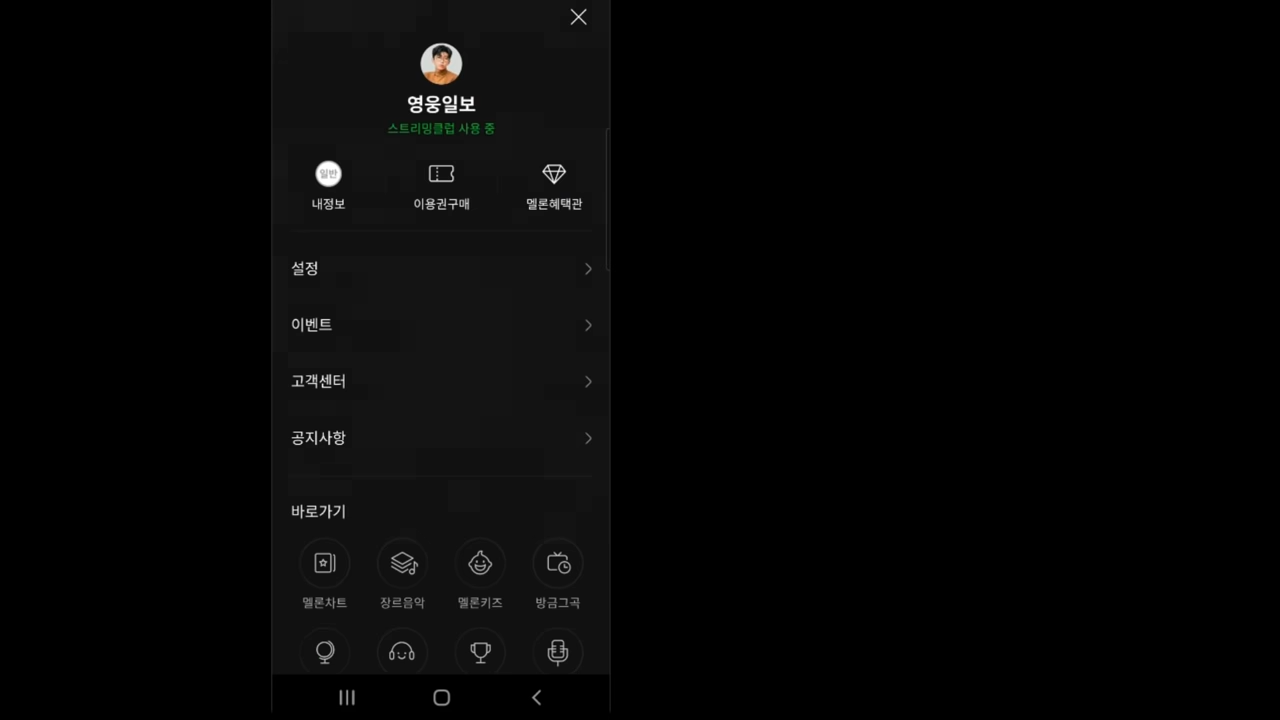 영웅일보
스트리밍클럽 사용 중
일반
내정보 이용권구매 멜론혜택관
설정
이벤트
고객센터
공지사항
바로가기
멜론차트 장르음악 멜론키즈 방금그곡